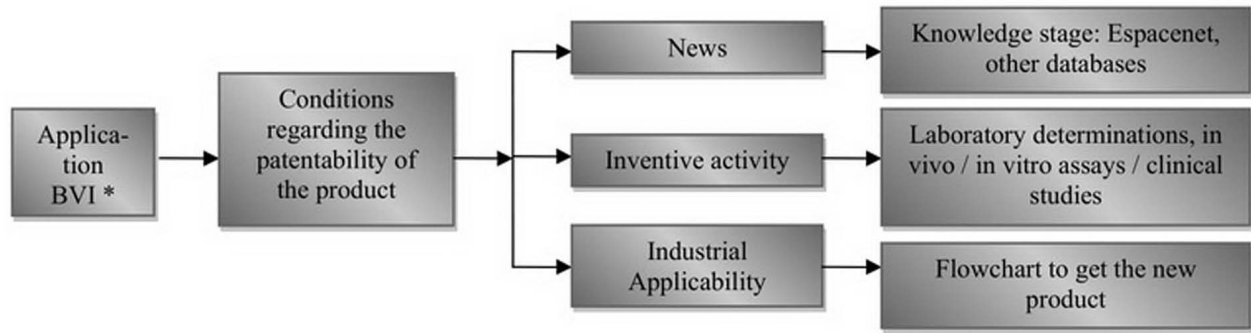 Applica-
tion
BVI *
Conditions
regarding the
patentability of
the product
News
Knowledge stage: Espacenet,
other databases
Inventive activity
Laboratory determinations, in
vivo / in vitro assays / clinical
studies
Industrial
Applicability
Flowchart to get the new
product